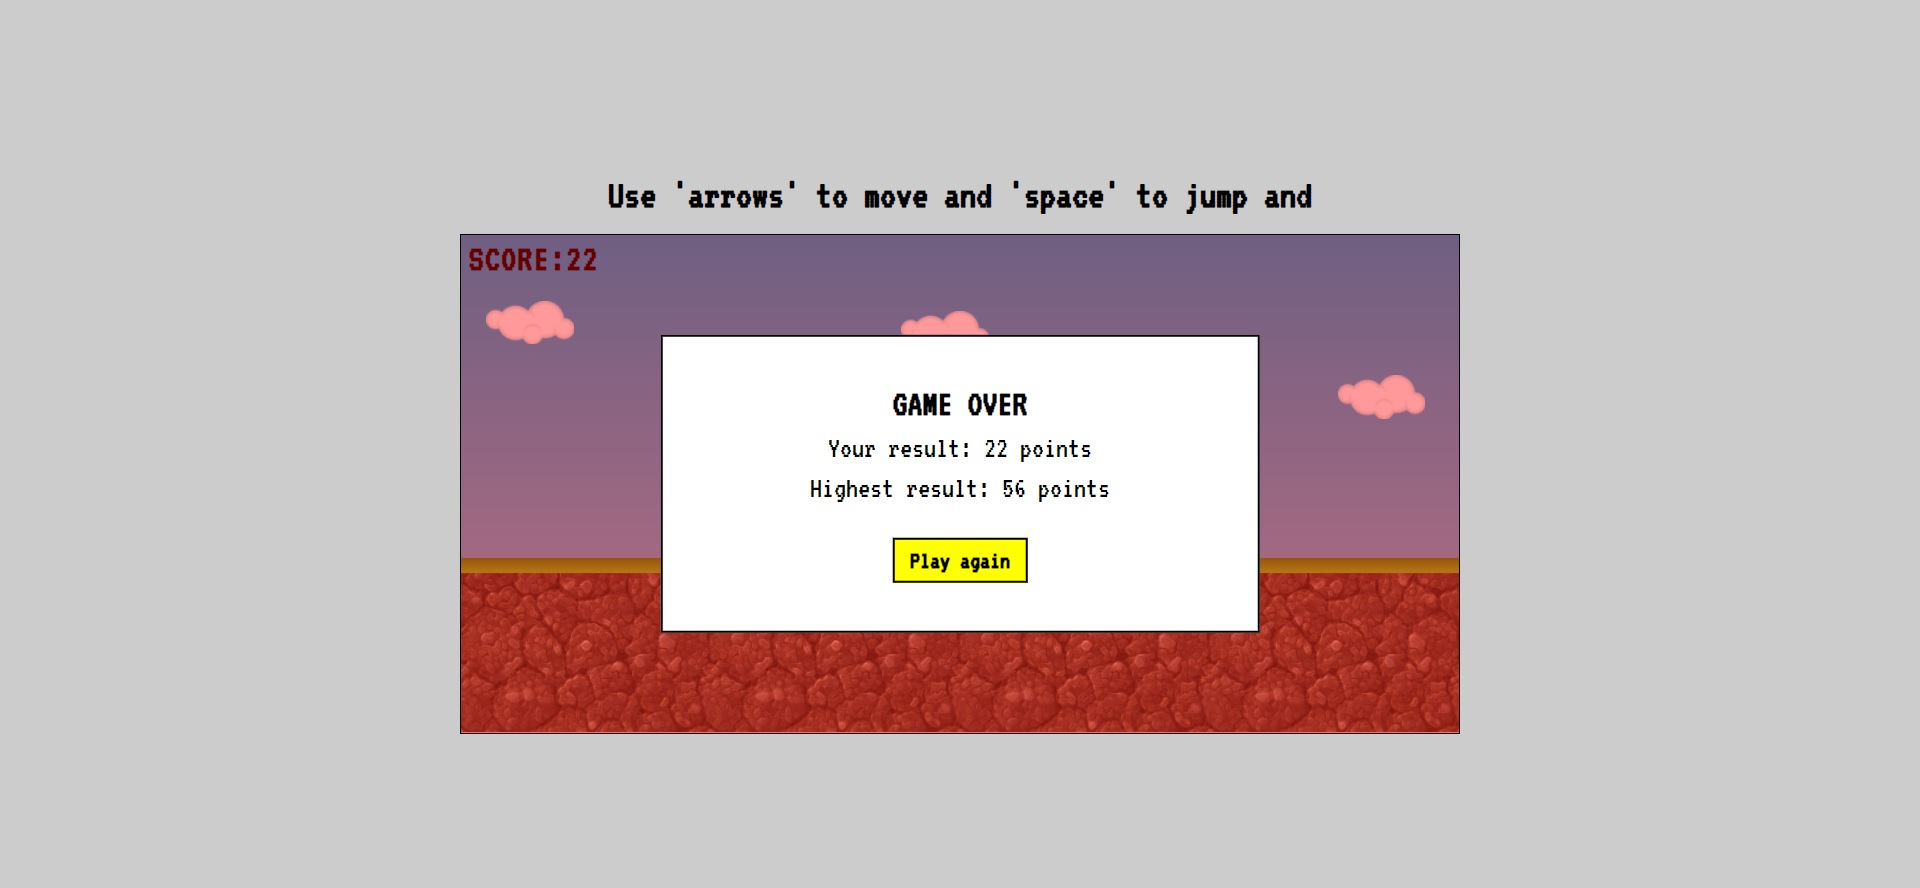 Use 'arrows' to move and 'space' to jump and
SCORE:22
GAME OVER
Your result: 22 points
Highest result: 56 points
Play again